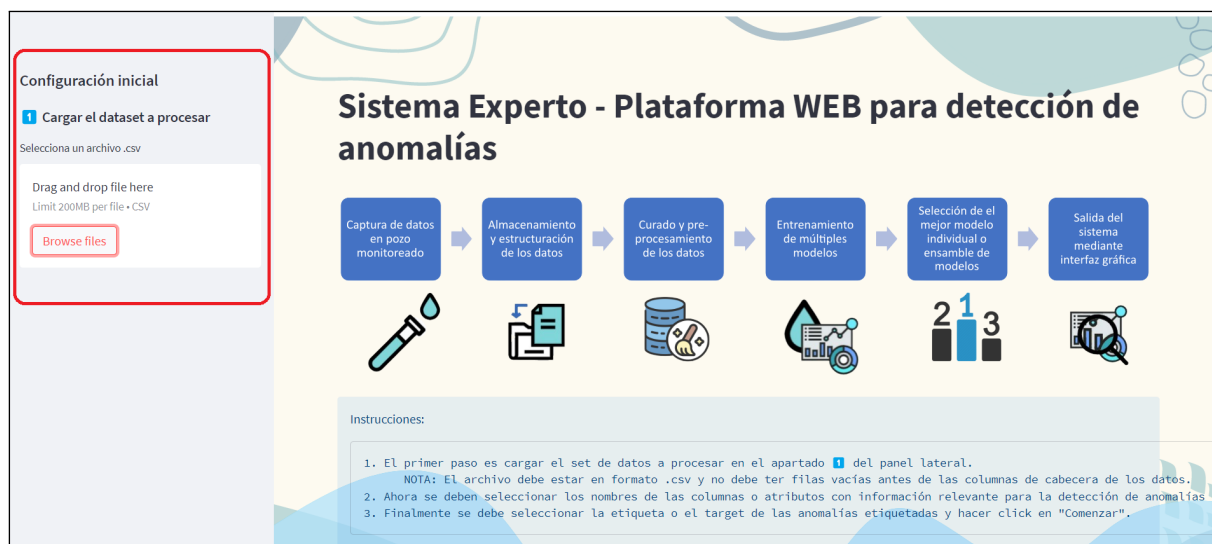 Configuración inicial
1 Cargar el dataset a procesar
Selecciona un archivo .csv
Drag and drop file here
Limit 200MB per file • CSV
Browse files
Sistema Experto - Plataforma WEB para detección de
anomalías
Captura de datos
en pozo
monitoreado
Almacenamiento
y estructuración
de los datos
Curado y pre-
procesamiento
de los datos
Entrenamiento
de múltiples
modelos
Selección de el
mejor modelo
individual o
ensamble de
modelos
Salida del
sistema
mediante
interfaz gráfica
2 1 3
Instrucciones:
1. El primer paso es cargar el set de datos a procesar en el apartado 1 del panel lateral.
NOTA: El archivo debe estar en formato .csv y no debe ter filas vacías antes de las columnas de cabecera de los datos.
2. Ahora se deben seleccionar los nombres de las columnas o atributos con información relevante para la detección de anomalías
3. Finalmente se debe seleccionar la etiqueta o el target de las anomalías etiquetadas y hacer click en "Comenzar".